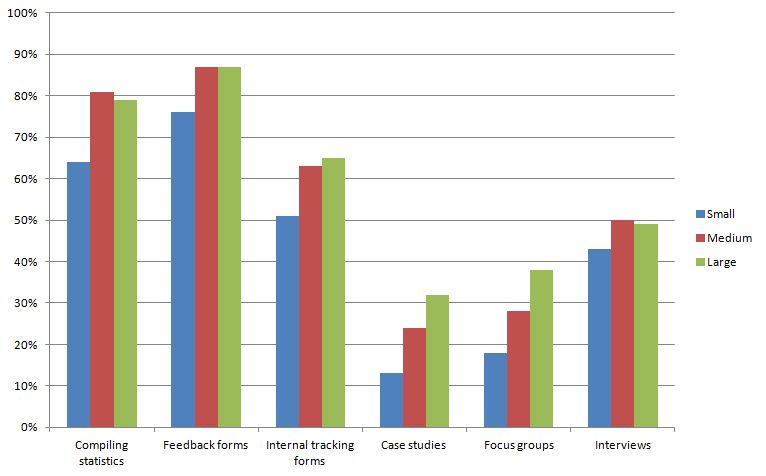 100%
90%
80%
70%
60%
50%
40%
30%
20%
10%
0%
Compiling
statistics
Feedback forms
Internal tracking
forms
Case studies
Focus groups
Interviews
Small
Medium
Large